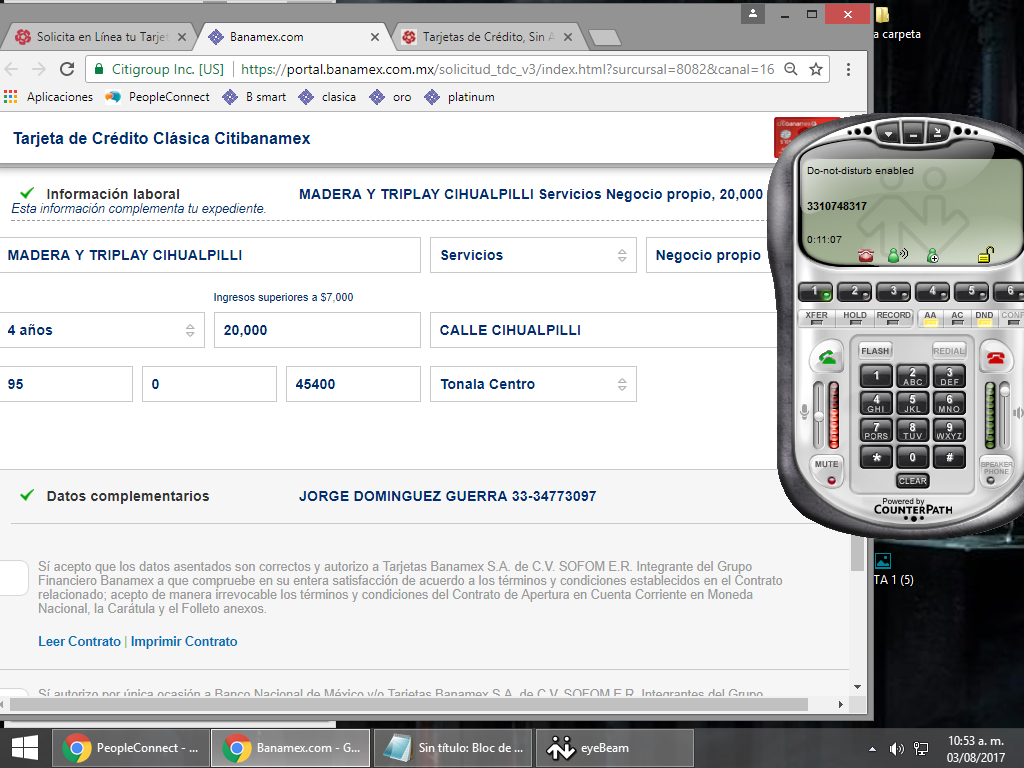 Solicita en Línea tu Tarjet
Banamex.com
Tarjetas de Crédito, Sin A
a carpeta
Citigroup Inc. [US]
https://portal.banamex.com.mx/solicitud_tdc_v3/index.html?surcursal=8082&canal=16
Aplicaciones
PeopleConnect
B smart
clasica
oro
platinum
Tarjeta de Crédito Clásica Citibanamex
Información laboral
MADERA Y TRIPLAY CIHUALPILLI Servicios Negocio propio, 20,000
Esta información complementa tu expediente.
MADERA Y TRIPLAY CIHUALPILLI
Servicios
Negocio propio
Ingresos superiores a $7,000
4 años
20,000
CALLE CIHUALPILLI
95
0
45400
Tonala Centro
Datos complementarios
JORGE DOMINGUEZ GUERRA 33-34773097
Sí acepto que los datos asentados son correctos y autorizo a Tarjetas Banamex S.A. de C.V. SOFOM E.R. Integrante del Grupo
Financiero Banamex a que compruebe en su entera satisfacción de acuerdo a los términos y condiciones establecidos en el Contrato
relacionado; acepto de manera irrevocable los términos y condiciones del Contrato de Apertura en Cuenta Corriente en Moneda
Nacional, la Carátula y el Folleto anexos.
Leer Contrato | Imprimir Contrato
Sí autorizo por única ocasión a Banco Nacional de México y/o Tarjetas Banamex S.A. de C.V. SOFOM E.R. Integrantes del Grupo
Do-not-disturb enabled
3310748317
0:11:07
1 2 3 4 5 6
XFER HOLD RECORD AA AC DND CONF
FLASH REDIAL
1 2 ABC 3 DEF
4 GHI 5 JKL 6 MNO
7 PQRS 8 TUV 9 WXYZ
* 0 #
MUTE
SPEAKER PHONE
CLEAR
Powered by
COUNTERPATH
TA 1 (5)
PeopleConnect - ...
Banamex.com - G...
Sin título: Bloc de ...
eyeBeam
10:53 a. m.
03/08/2017